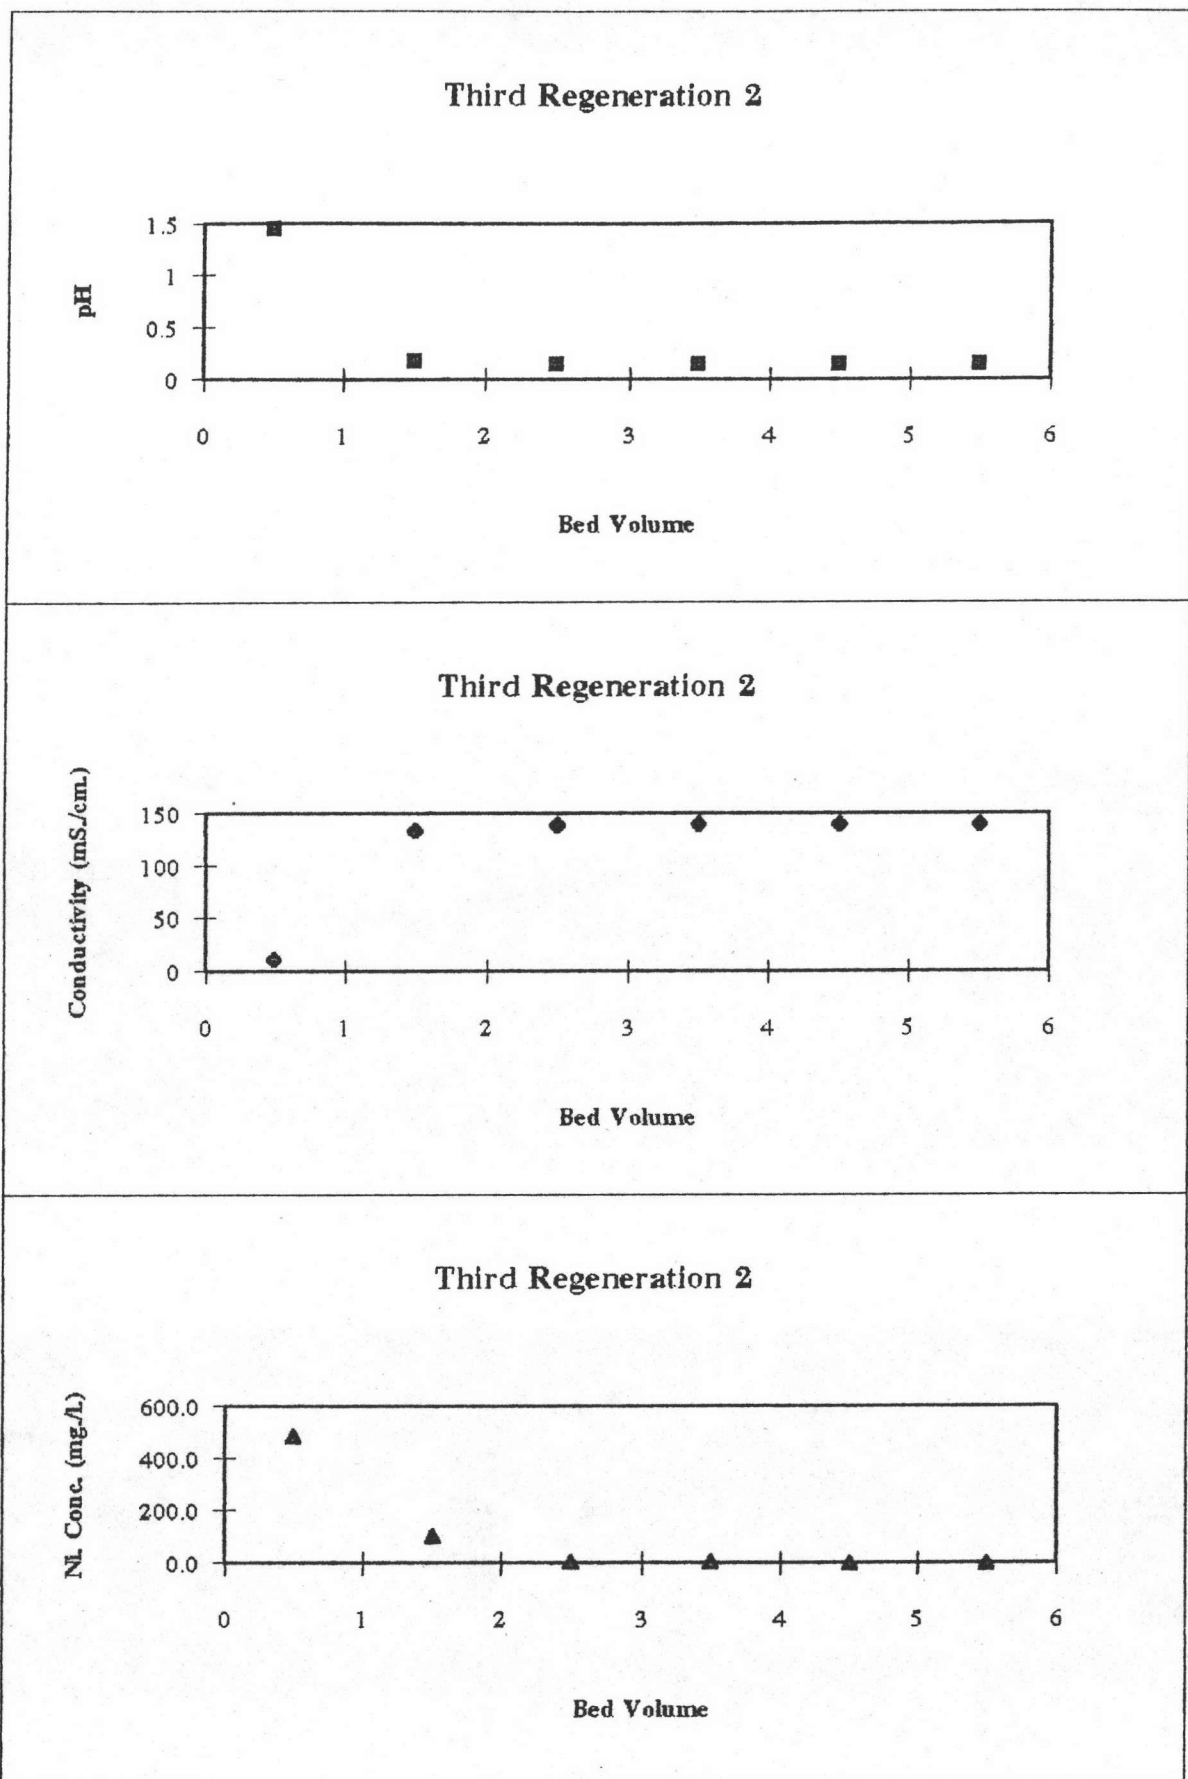 Third Regeneration 2
1.5
1
0.5
0
pH
0 1 2 3 4 5 6
Bed Volume
Third Regeneration 2
150
100
50
0
Conductivity (mS./cm.)
0 1 2 3 4 5 6
Bed Volume
Third Regeneration 2
600.0
400.0
200.0
0.0
Ni. Conc. (mg./L)
0 1 2 3 4 5 6
Bed Volume